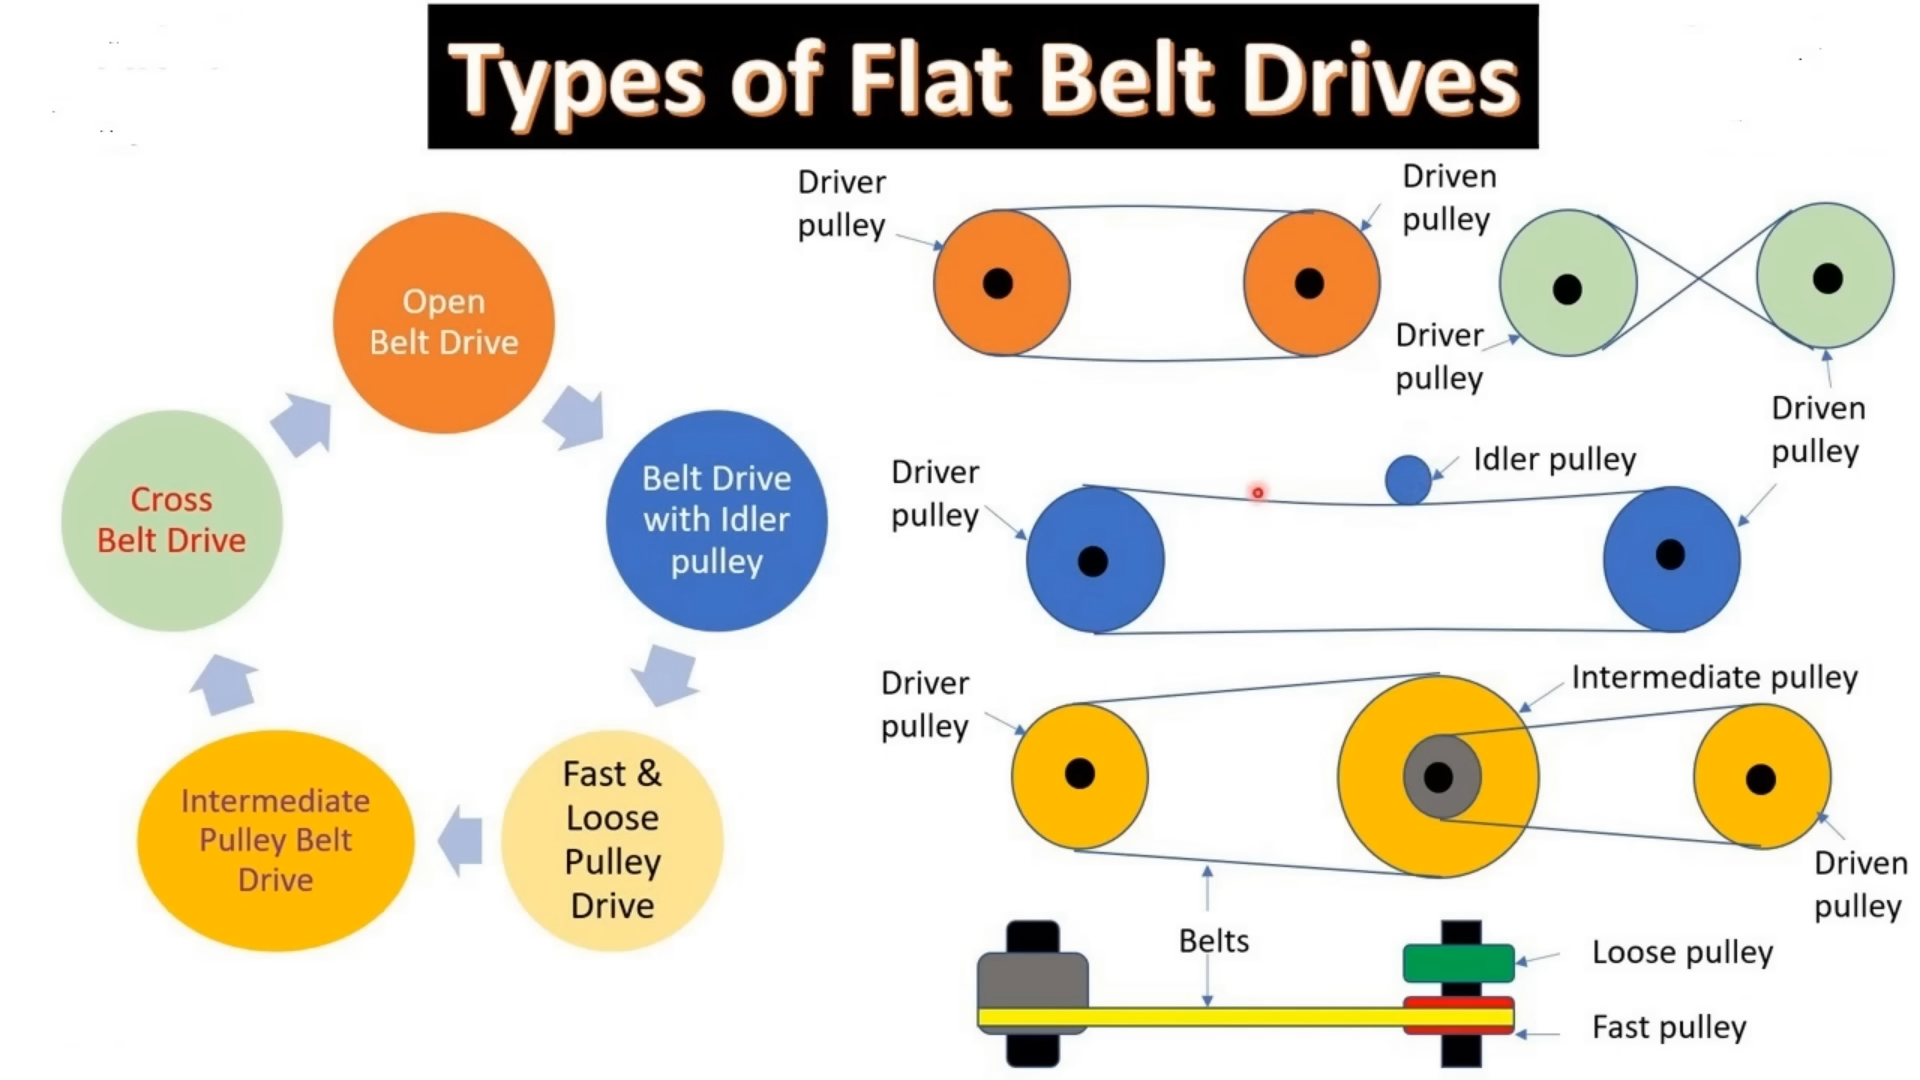 Types of Flat Belt Drives
Open
Belt Drive
Belt Drive
with Idler
pulley
Fast &
Loose
Pulley
Drive
Intermediate
Pulley Belt
Drive
Cross
Belt Drive
Driver
pulley
Driven
pulley
Driver
pulley
Driven
pulley
Driver
pulley
Idler pulley
Driver
pulley
Intermediate pulley
Driven
pulley
Belts
Loose pulley
Fast pulley